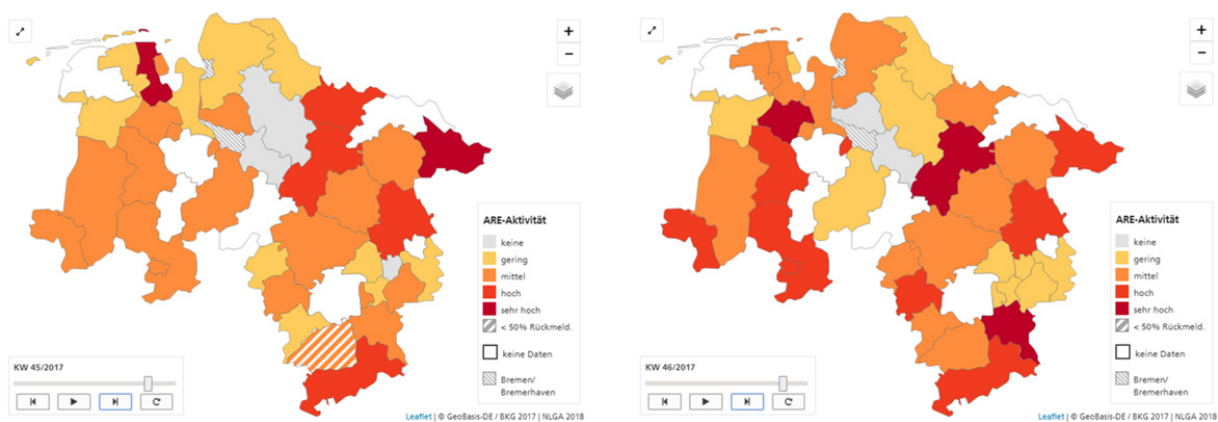 +
−
ARE-Aktivität
keine
gering
mittel
hoch
sehr hoch
< 50% Rückmeld.
keine Daten
Bremen/
Bremerhaven
KW 45/2017
Leaflet | © GeoBasis-DE / BKG 2017 | NLGA 2018
+
−
ARE-Aktivität
keine
gering
mittel
hoch
sehr hoch
< 50% Rückmeld.
keine Daten
Bremen/
Bremerhaven
KW 46/2017
Leaflet | © GeoBasis-DE / BKG 2017 | NLGA 2018